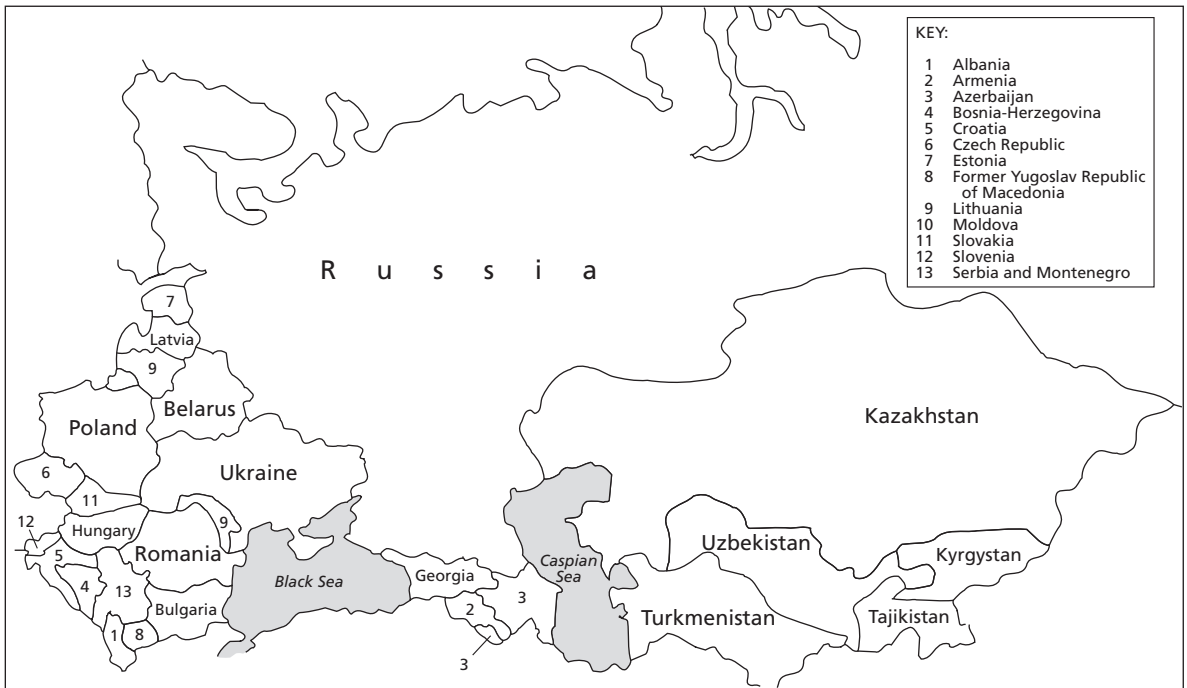 KEY:
1 Albania
2 Armenia
3 Azerbaijan
4 Bosnia-Herzegovina
5 Croatia
6 Czech Republic
7 Estonia
8 Former Yugoslav Republic
of Macedonia
9 Lithuania
10 Moldova
11 Slovakia
12 Slovenia
13 Serbia and Montenegro
R u s s i a
7
Latvia
9
Belarus
Poland
Kazakhstan
Ukraine
6
11
12
Hungary
9
5
Romania
Uzbekistan
Kyrgystan
Black Sea
Caspian
Sea
Georgia
4
13
Bulgaria
2
3
Turkmenistan
Tajikistan
1
8
3